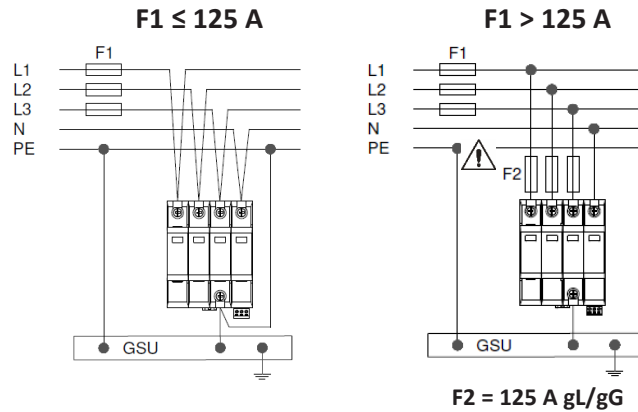 F1 ≤ 125 A
F1
L1
L2
L3
N
PE
GSU
F1 > 125 A
F1
L1
L2
L3
N
PE
F2
GSU
F2 = 125 A gL/gG